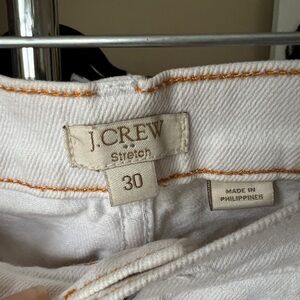 J.CREW
Stretch
30
MADE IN
PHILIPPINES